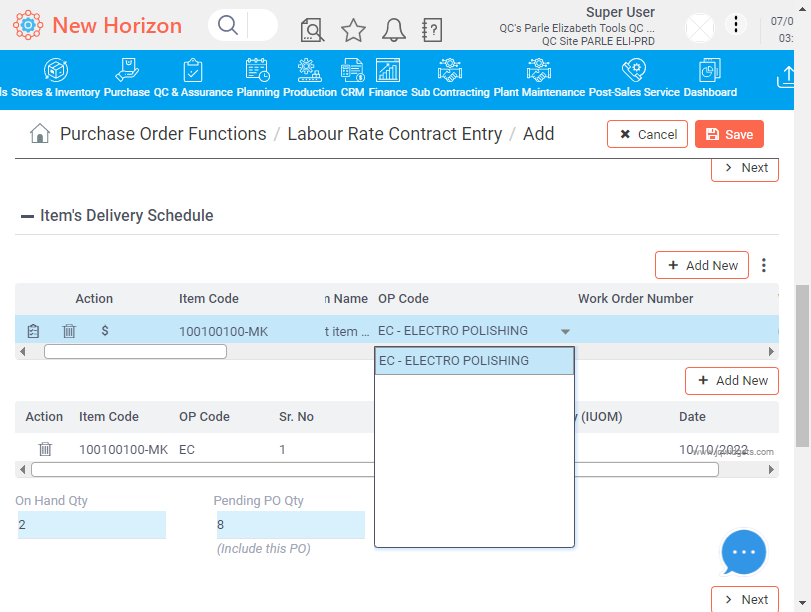 New Horizon
Super User
QC's Parle Elizabeth Tools QC ...
QC Site PARLE ELI-PRD
07/0
03:
ls Stores & Inventory Purchase QC & Assurance Planning Production CRM Finance Sub Contracting Plant Maintenance Post-Sales Service Dashboard
Purchase Order Functions / Labour Rate Contract Entry / Add
Cancel
Save
Next
Item's Delivery Schedule
Add New
Action Item Code n Name OP Code Work Order Number
$ 100100100-MK t item ... EC - ELECTRO POLISHING
EC - ELECTRO POLISHING
Add New
Action Item Code OP Code Sr. No y (IUOM) Date
100100100-MK EC 1 10/10/2022
www.jqwidgets.com
On Hand Qty Pending PO Qty
2 8
(Include this PO)
Next